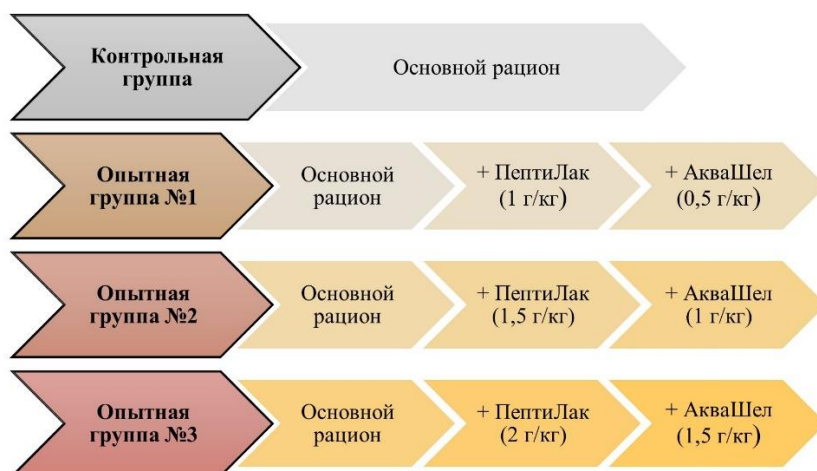 Контрольная
группа
Основной рацион
Опытная
группа №1
Основной
рацион
+ ПептиЛак
(1 г/кг)
+ АкваШел
(0,5 г/кг)
Опытная
группа №2
Основной
рацион
+ ПептиЛак
(1,5 г/кг)
+ АкваШел
(1 г/кг)
Опытная
группа №3
Основной
рацион
+ ПептиЛак
(2 г/кг)
+ АкваШел
(1,5 г/кг)